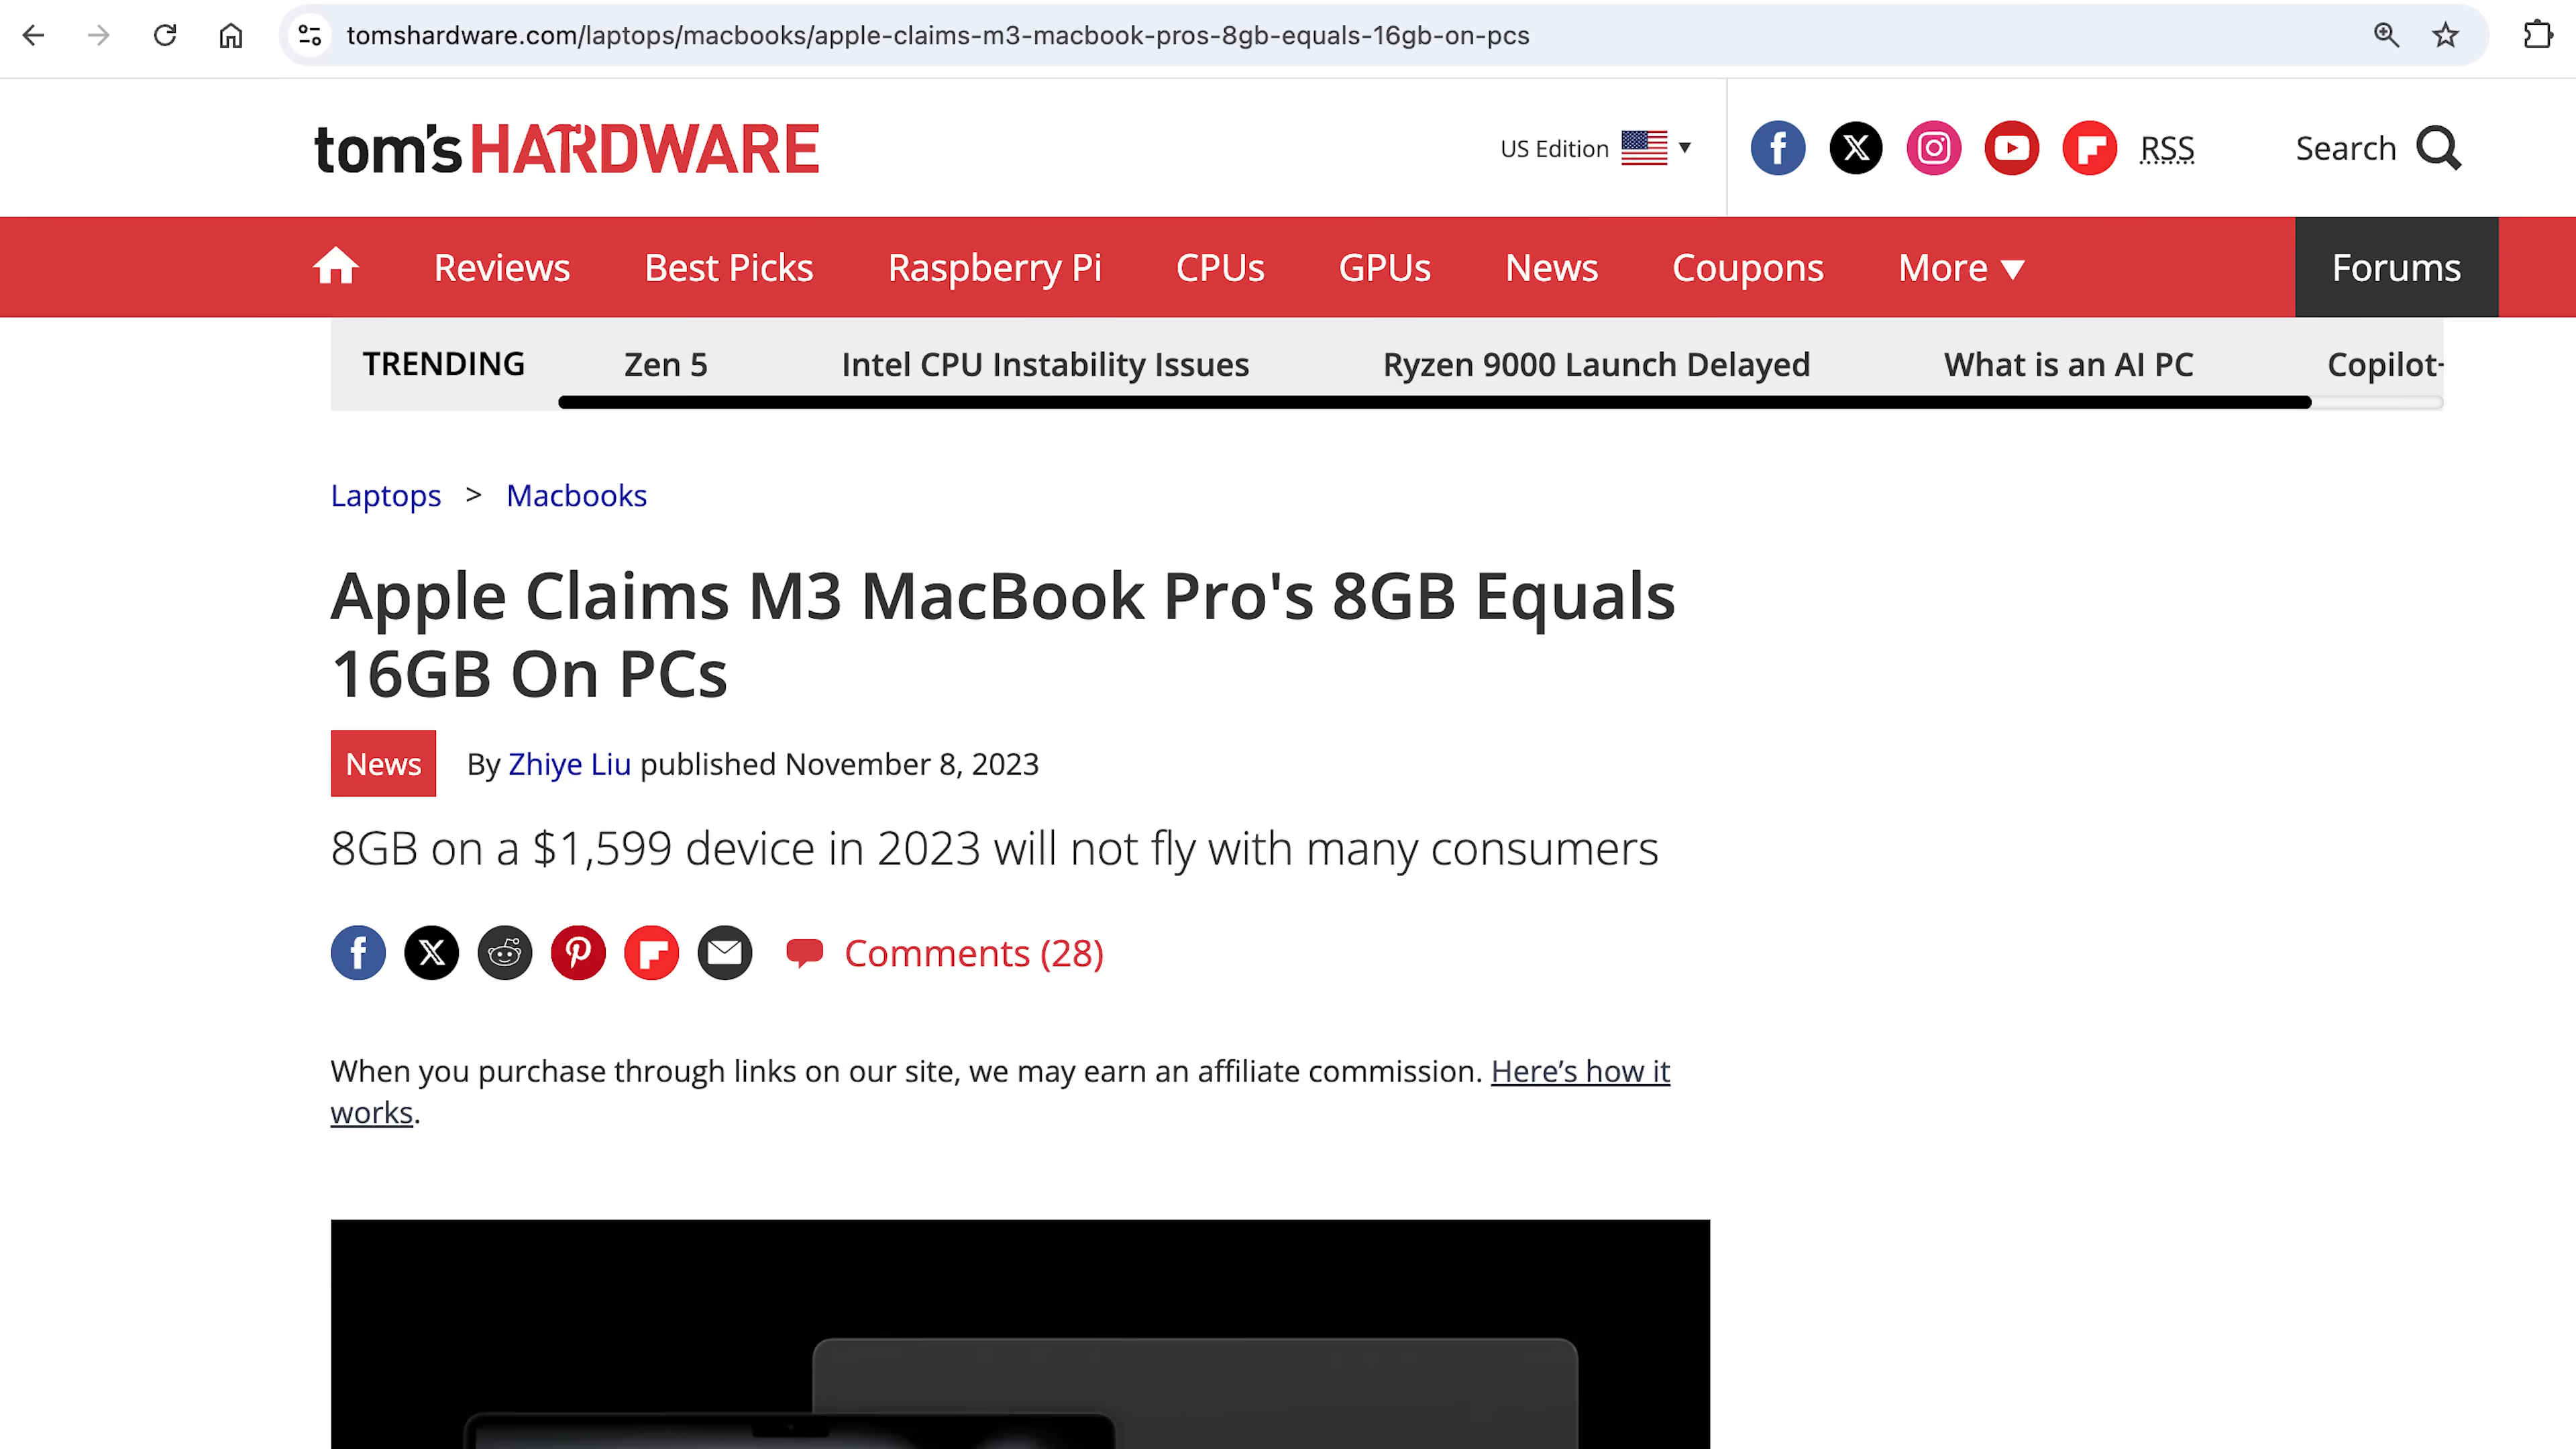 tomshardware.com/laptops/macbooks/apple-claims-m3-macbook-pros-8gb-equals-16gb-on-pcs
tom's HARDWARE
US Edition
RSS
Search
Reviews
Best Picks
Raspberry Pi
CPUs
GPUs
News
Coupons
More
Forums
TRENDING
Zen 5
Intel CPU Instability Issues
Ryzen 9000 Launch Delayed
What is an AI PC
Copilot
Laptops > Macbooks
Apple Claims M3 MacBook Pro's 8GB Equals
16GB On PCs
News
By Zhiye Liu published November 8, 2023
8GB on a $1,599 device in 2023 will not fly with many consumers
Comments (28)
When you purchase through links on our site, we may earn an affiliate commission. Here’s how it
works.